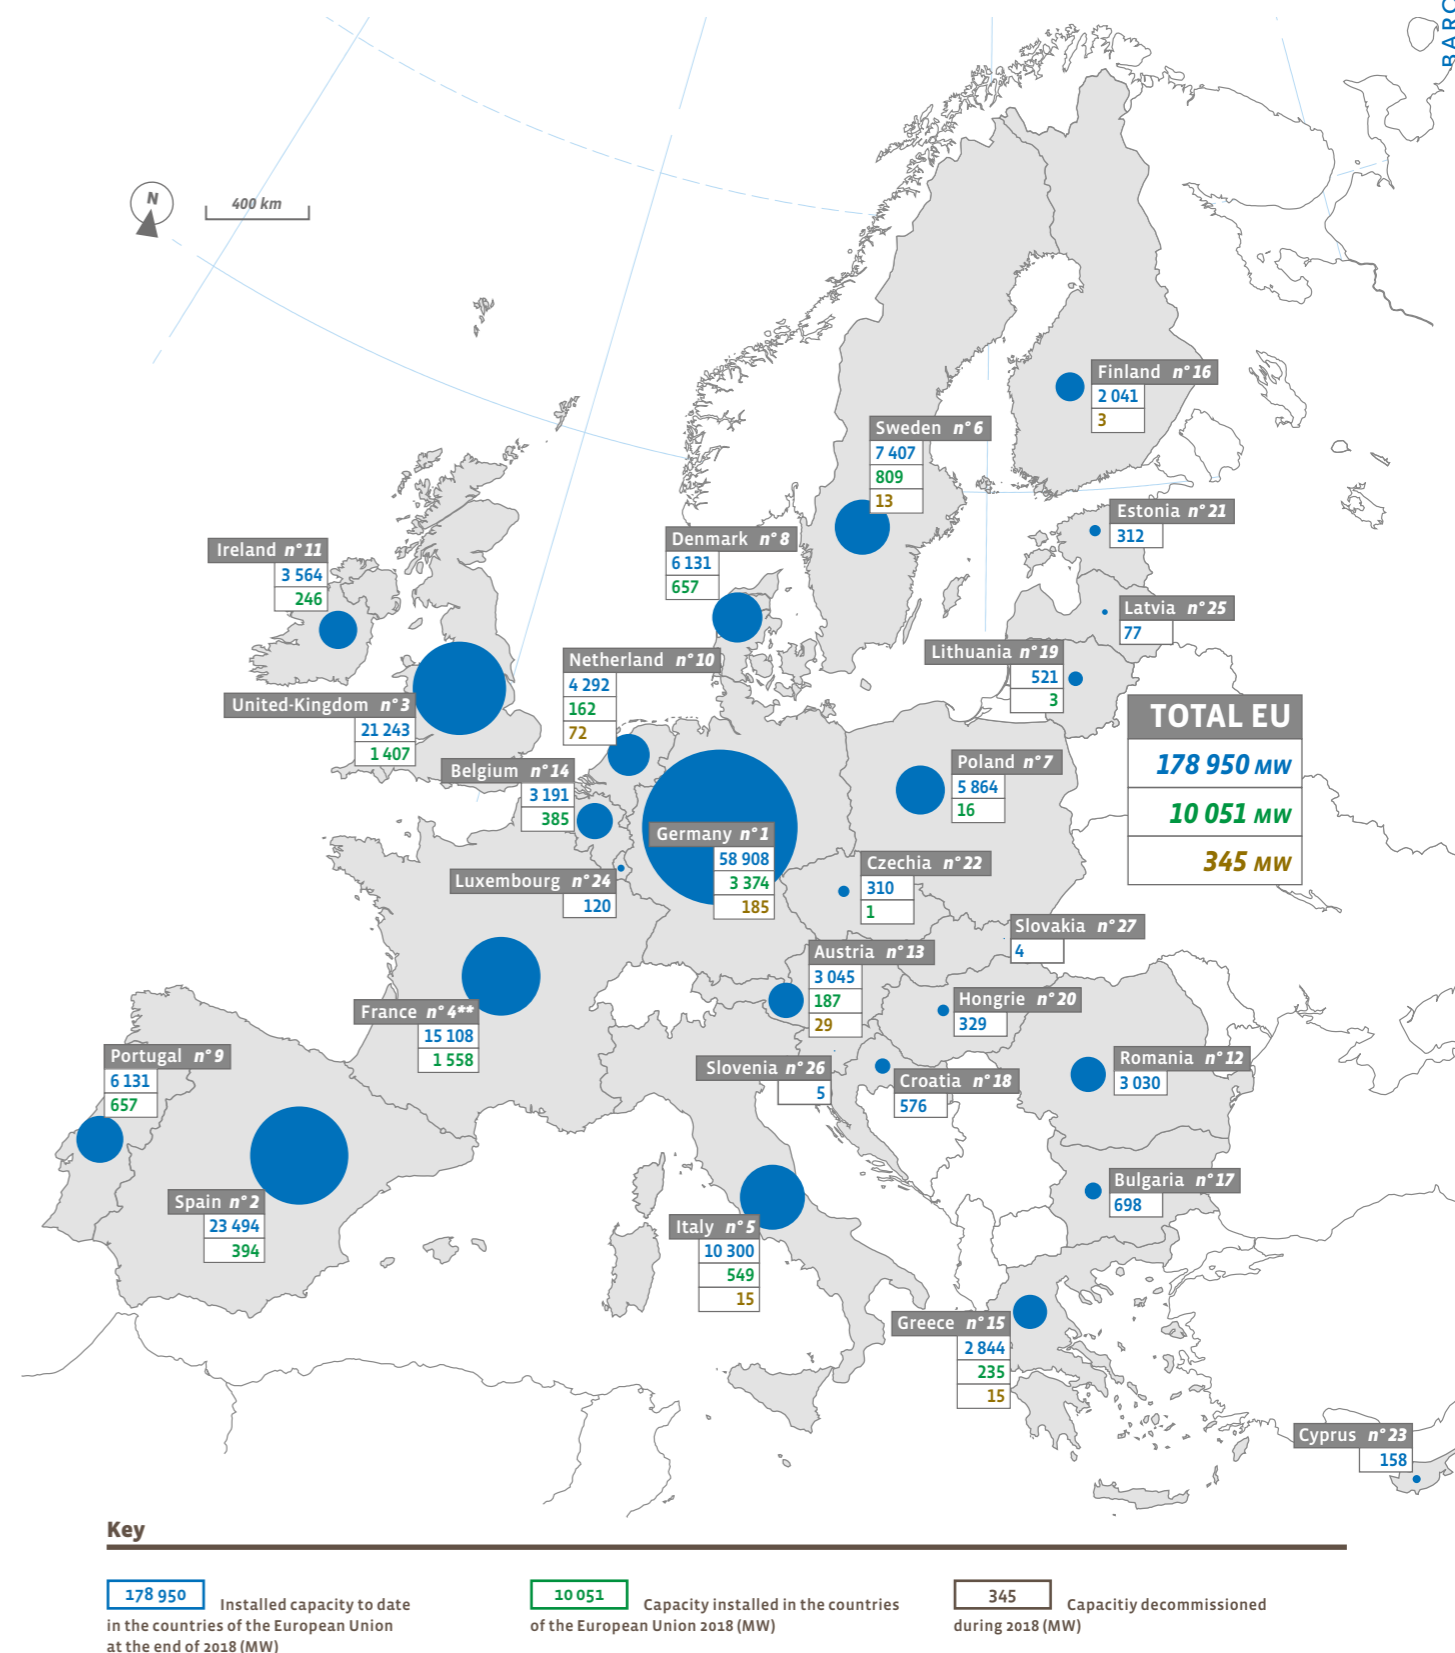 BARO
N
400 km
Finland n° 16
2 041
3
Sweden n° 6
7 407
809
13
Estonia n° 21
312
Denmark n° 8
6 131
657
Ireland n° 11
3 564
246
Latvia n° 25
77
Lithuania n° 19
521
3
Netherland n° 10
4 292
162
72
United-Kingdom n° 3
21 243
1 407
TOTAL EU
178 950 MW
10 051 MW
345 MW
Poland n° 7
5 864
16
Belgium n° 14
3 191
385
Germany n° 1
58 908
3 374
185
Czechia n° 22
310
1
Luxembourg n° 24
120
Slovakia n° 27
4
Austria n° 13
3 045
187
29
Hongrie n° 20
329
France n° 4**
15 108
1 558
Portugal n° 9
6 131
657
Slovenia n° 26
5
Croatia n° 18
576
Romania n° 12
3 030
Bulgaria n° 17
698
Spain n° 2
23 494
394
Italy n° 5
10 300
549
15
Greece n° 15
2 844
235
15
Cyprus n° 23
158
Key
178 950 Installed capacity to date
in the countries of the European Union
at the end of 2018 (MW)
10 051 Capacity installed in the countries
of the European Union 2018 (MW)
345 Capacitiy decommissioned
during 2018 (MW)